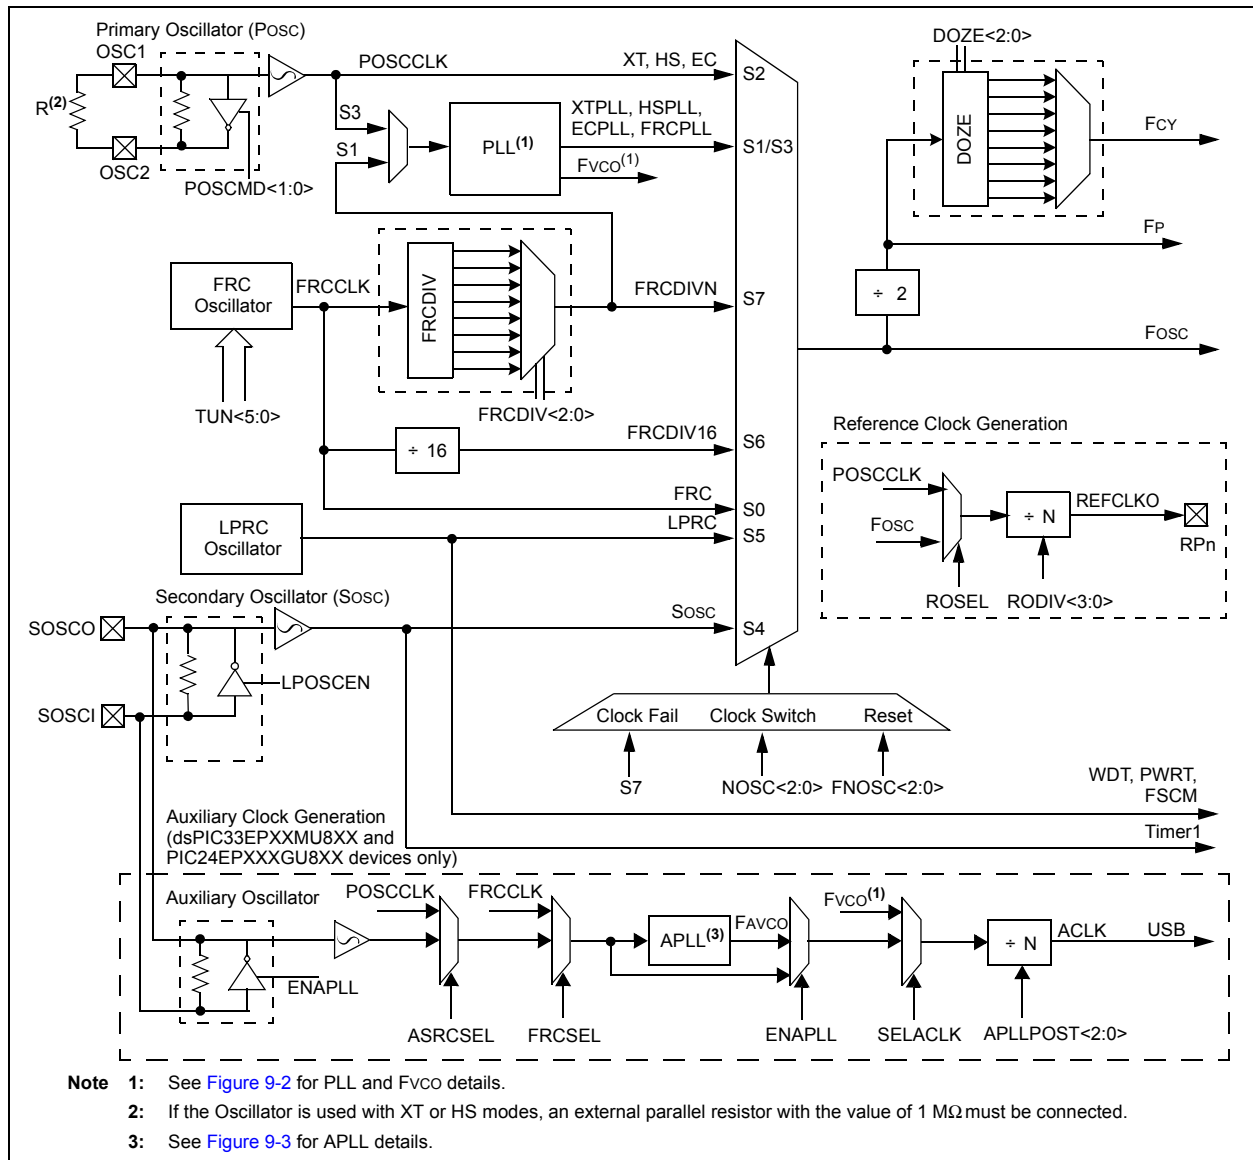 Primary Oscillator (POSC)
OSC1
R(2)
OSC2
POSCMD<1:0>
POSCCLK
S3
S1
PLL(1)
XT, HS, EC
XTPLL, HSPLL,
ECPLL, FRCPLL
FVCO(1)
S2
S1/S3
DOZE<2:0>
DOZE
FCY
FP
÷ 2
FOSC
FRC
Oscillator
TUN<5:0>
FRCCLK
FRCDIV
FRCDIV<2:0>
FRCDIVN
S7
÷ 16
FRCDIV16
S6
FRC
S0
LPRC
Oscillator
LPRC
S5
Reference Clock Generation
POSCCLK
FOSC
÷ N
REFCLKO
RPn
ROSEL
RODIV<3:0>
Secondary Oscillator (SOSC)
SOSCO
SOSCI
LPOSCEN
SOSC
S4
Clock Fail
Clock Switch
Reset
S7
NOSC<2:0>
FNOSC<2:0>
WDT, PWRT,
FSCM
Timer1
Auxiliary Clock Generation
(dsPIC33EPXXMU8XX and
PIC24EPXXXGU8XX devices only)
Auxiliary Oscillator
POSCCLK
FRCCLK
APLL(3)
FAVCO
FVCO(1)
÷ N
ACLK
USB
ENAPLL
ASRCSEL
FRCSEL
ENAPLL
SELACLK
APLLPOST<2:0>
Note 1: See Figure 9-2 for PLL and FVCO details.
2: If the Oscillator is used with XT or HS modes, an external parallel resistor with the value of 1 MΩ must be connected.
3: See Figure 9-3 for APLL details.